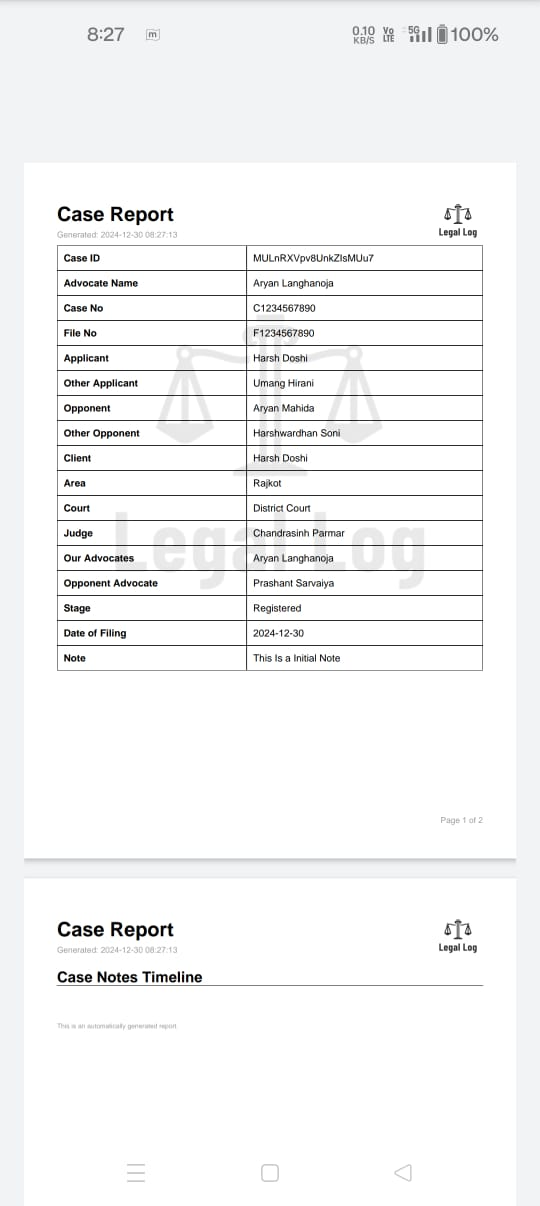 8:27 m 0.10 KB/S Vo LTE 5G 100%
Case Report
Legal Log
Generated: 2024-12-30 08:27:13
Case ID MULnRXVpv8UnkZIsMUu7
Advocate Name Aryan Langhanoja
Case No C1234567890
File No F1234567890
Applicant Harsh Doshi
Other Applicant Umang Hirani
Opponent Aryan Mahida
Other Opponent Harshwardhan Soni
Client Harsh Doshi
Area Rajkot
Court District Court
Judge Chandrasinh Parmar
Our Advocates Aryan Langhanoja
Opponent Advocate Prashant Sarvaiya
Stage Registered
Date of Filing 2024-12-30
Note This Is a Initial Note
Legal Log
Page 1 of 2
Case Report
Legal Log
Generated: 2024-12-30 08:27:13
Case Notes Timeline
This is an automatically generated report.